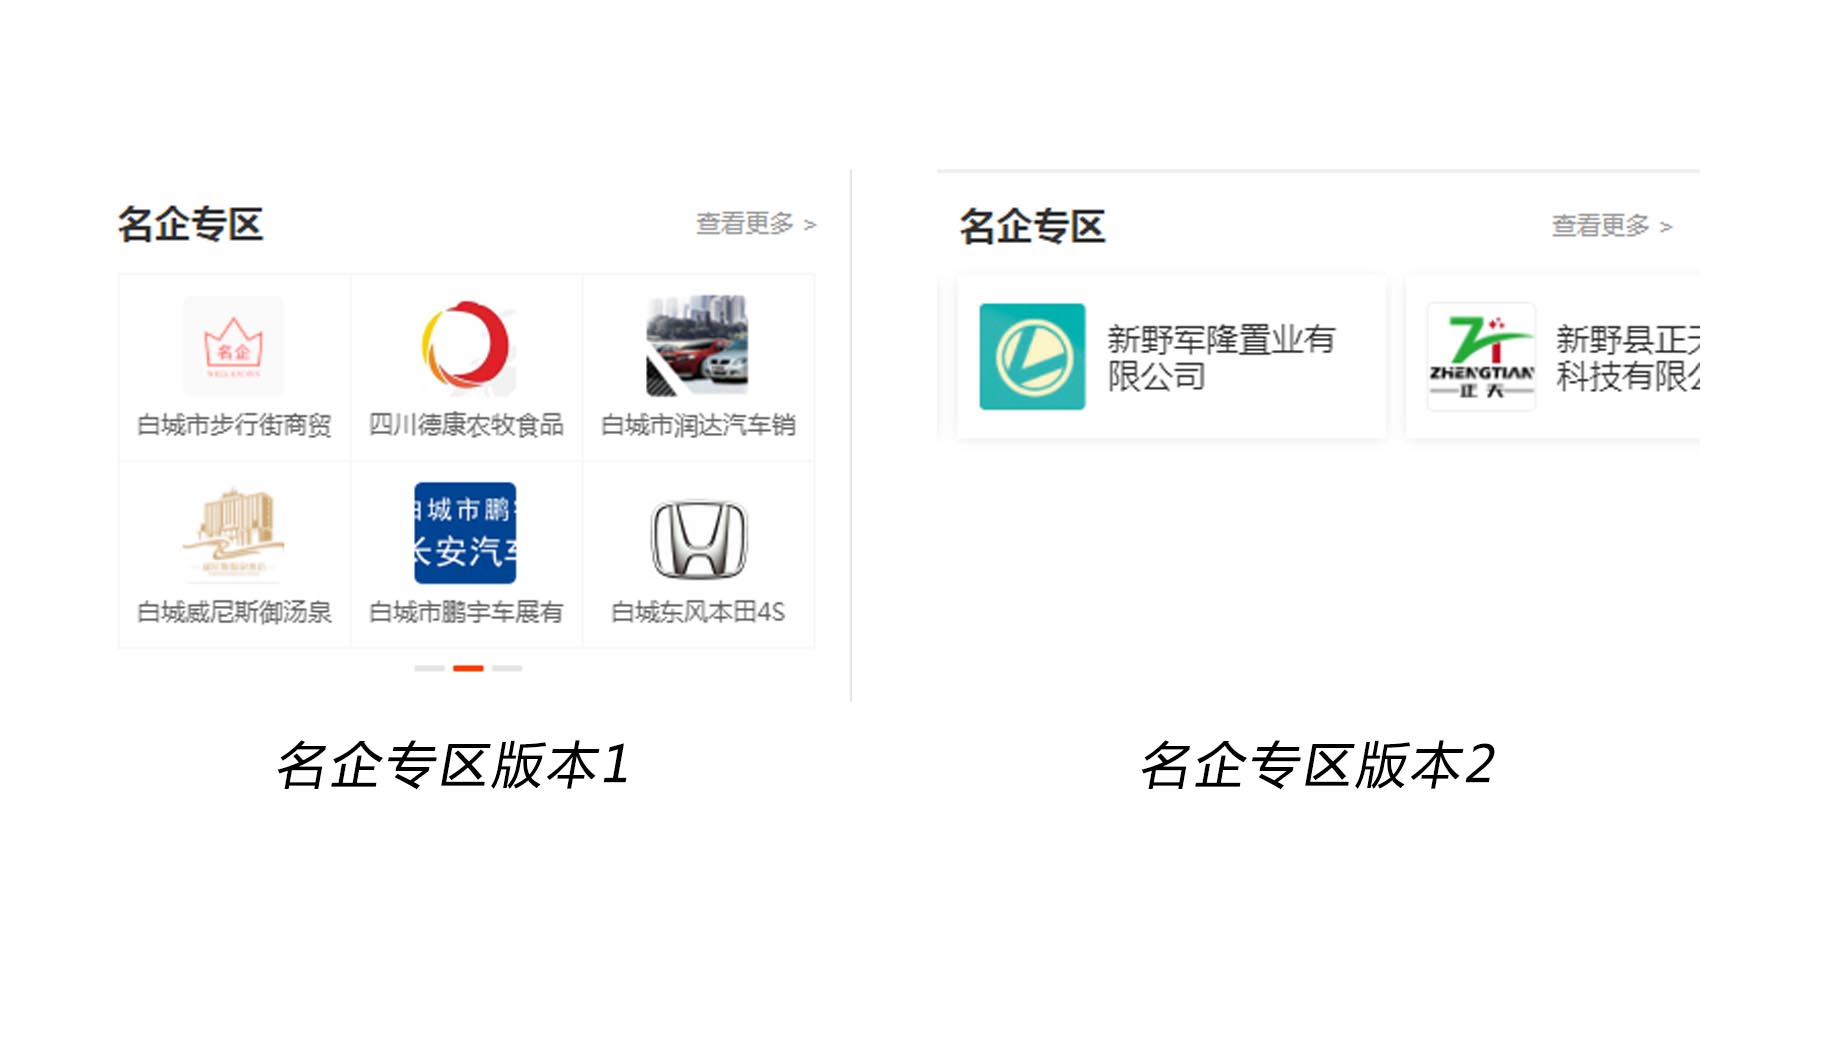 名企专区
查看更多 >
名企
白城市步行街商贸
四川德康农牧食品
白城市润达汽车销
白城市鹏
长安汽车
白城威尼斯御汤泉
白城市鹏宇车展有
白城东风本田4S
名企专区版本1
名企专区
查看更多 >
新野军隆置业有
限公司
ZHENGTIAN
正天
新野县正天
科技有限公
名企专区版本2